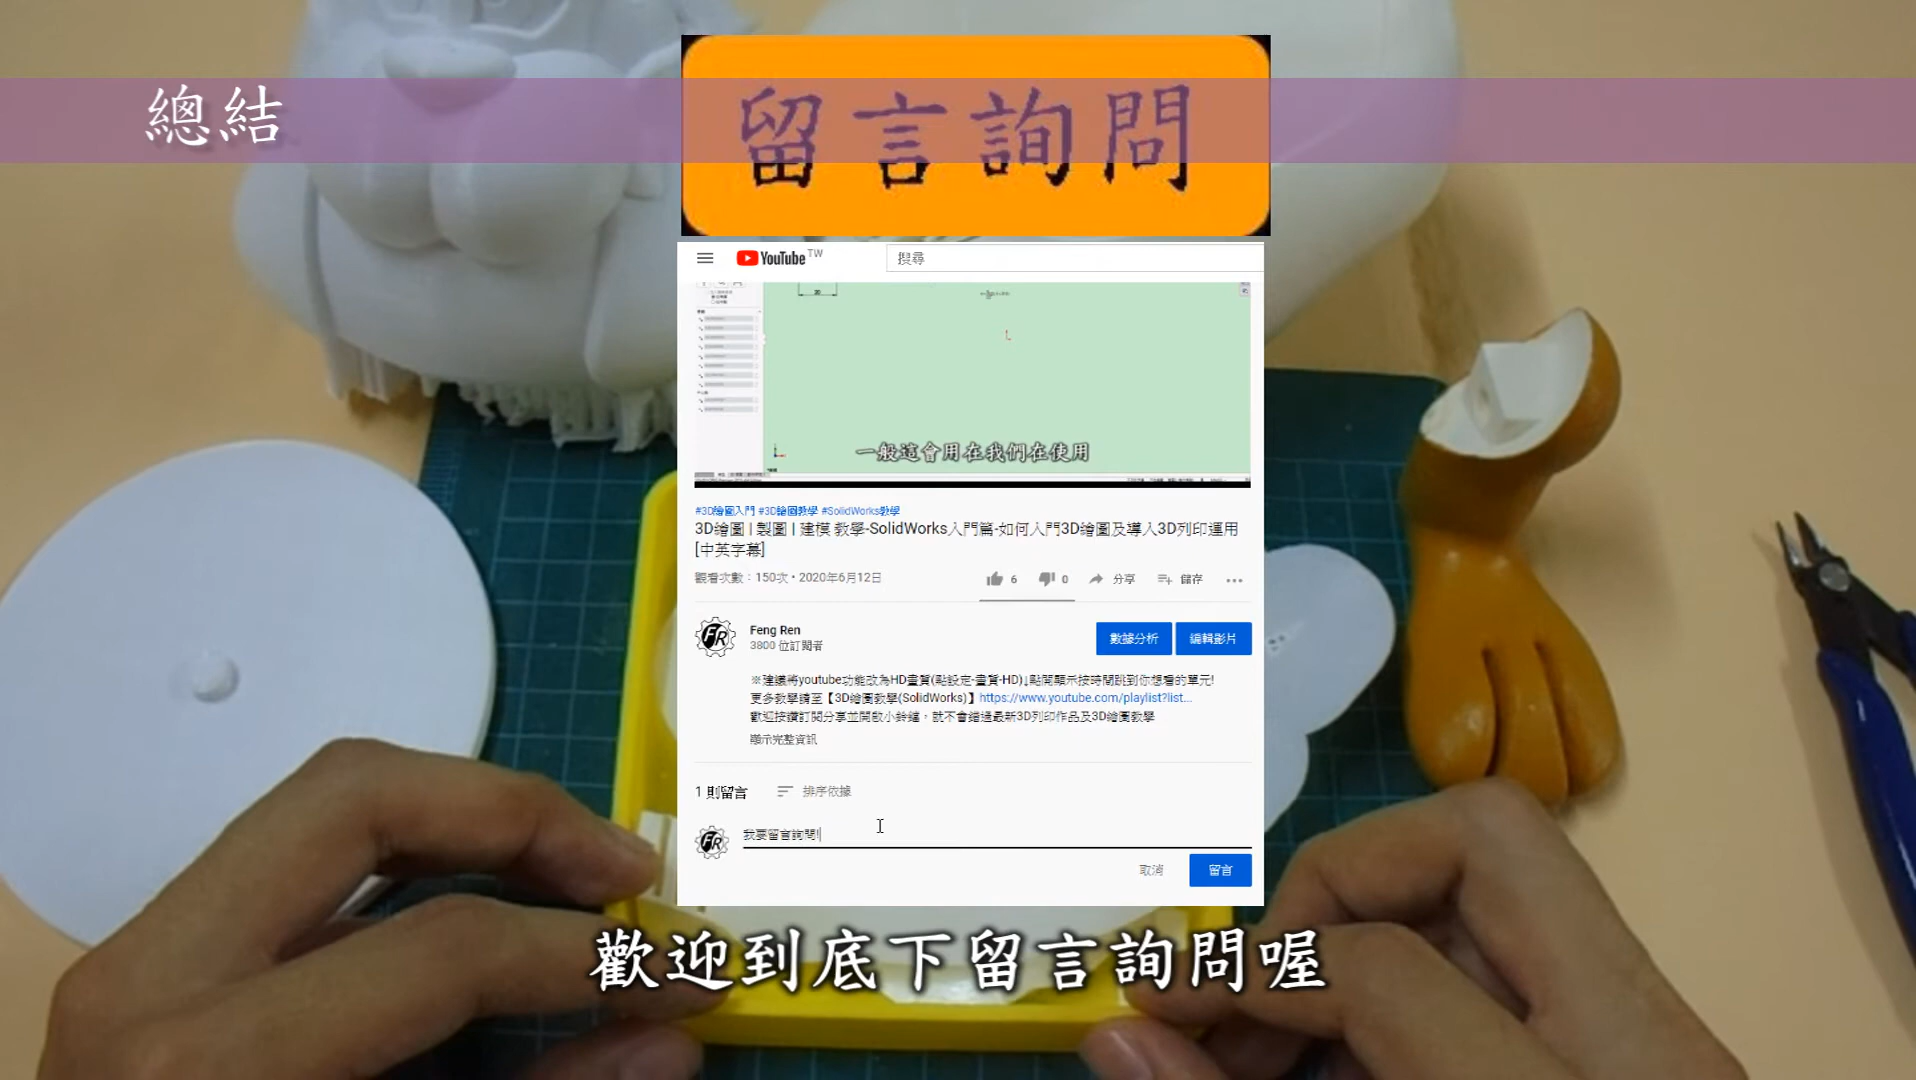 總結
留言詢問
YouTube TW
搜尋
20
一般這會用在我們在使用
#3D繪圖入門 #3D繪圖教學 #SolidWorks教學
3D繪圖 | 製圖 | 建模 教學-SolidWorks入門篇-如何入門3D繪圖及導入3D列印運用
[中英字幕]
觀看次數：150次 • 2020年6月12日
6 0 分享 儲存
FR
Feng Ren
3800 位訂閱者
數據分析 編輯影片
※建議將youtube功能改為HD畫質(點設定-畫質-HD)↓點開顯示按時間跳到你想看的單元!
更多教學請至【3D繪圖教學(SolidWorks)】https://www.youtube.com/playlist?list...
歡迎按讚訂閱分享並開啟小鈴鐺，就不會錯過最新3D列印作品及3D繪圖教學
顯示完整資訊
1 則留言 排序依據
FR
我要留言詢問!
取消 留言
歡迎到底下留言詢問喔